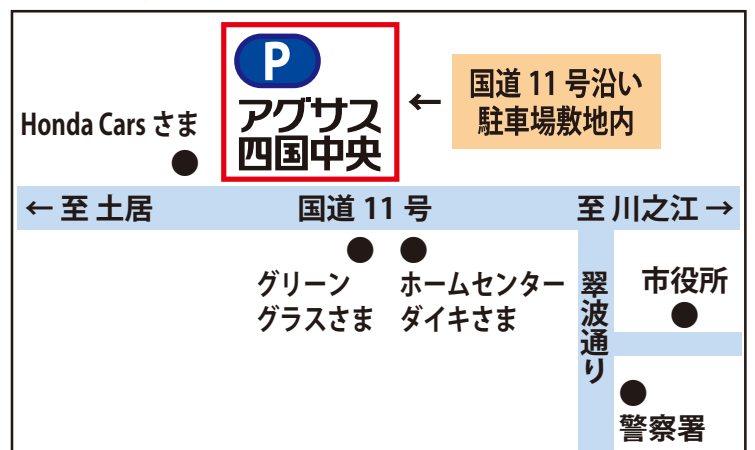 P
アグサス
四国中央
←
国道 11 号沿い
駐車場敷地内
Honda Cars さま
← 至 土居
国道 11 号
至 川之江 →
グリーン
グラスさま
ホームセンター
ダイキさま
翠波通り
市役所
警察署